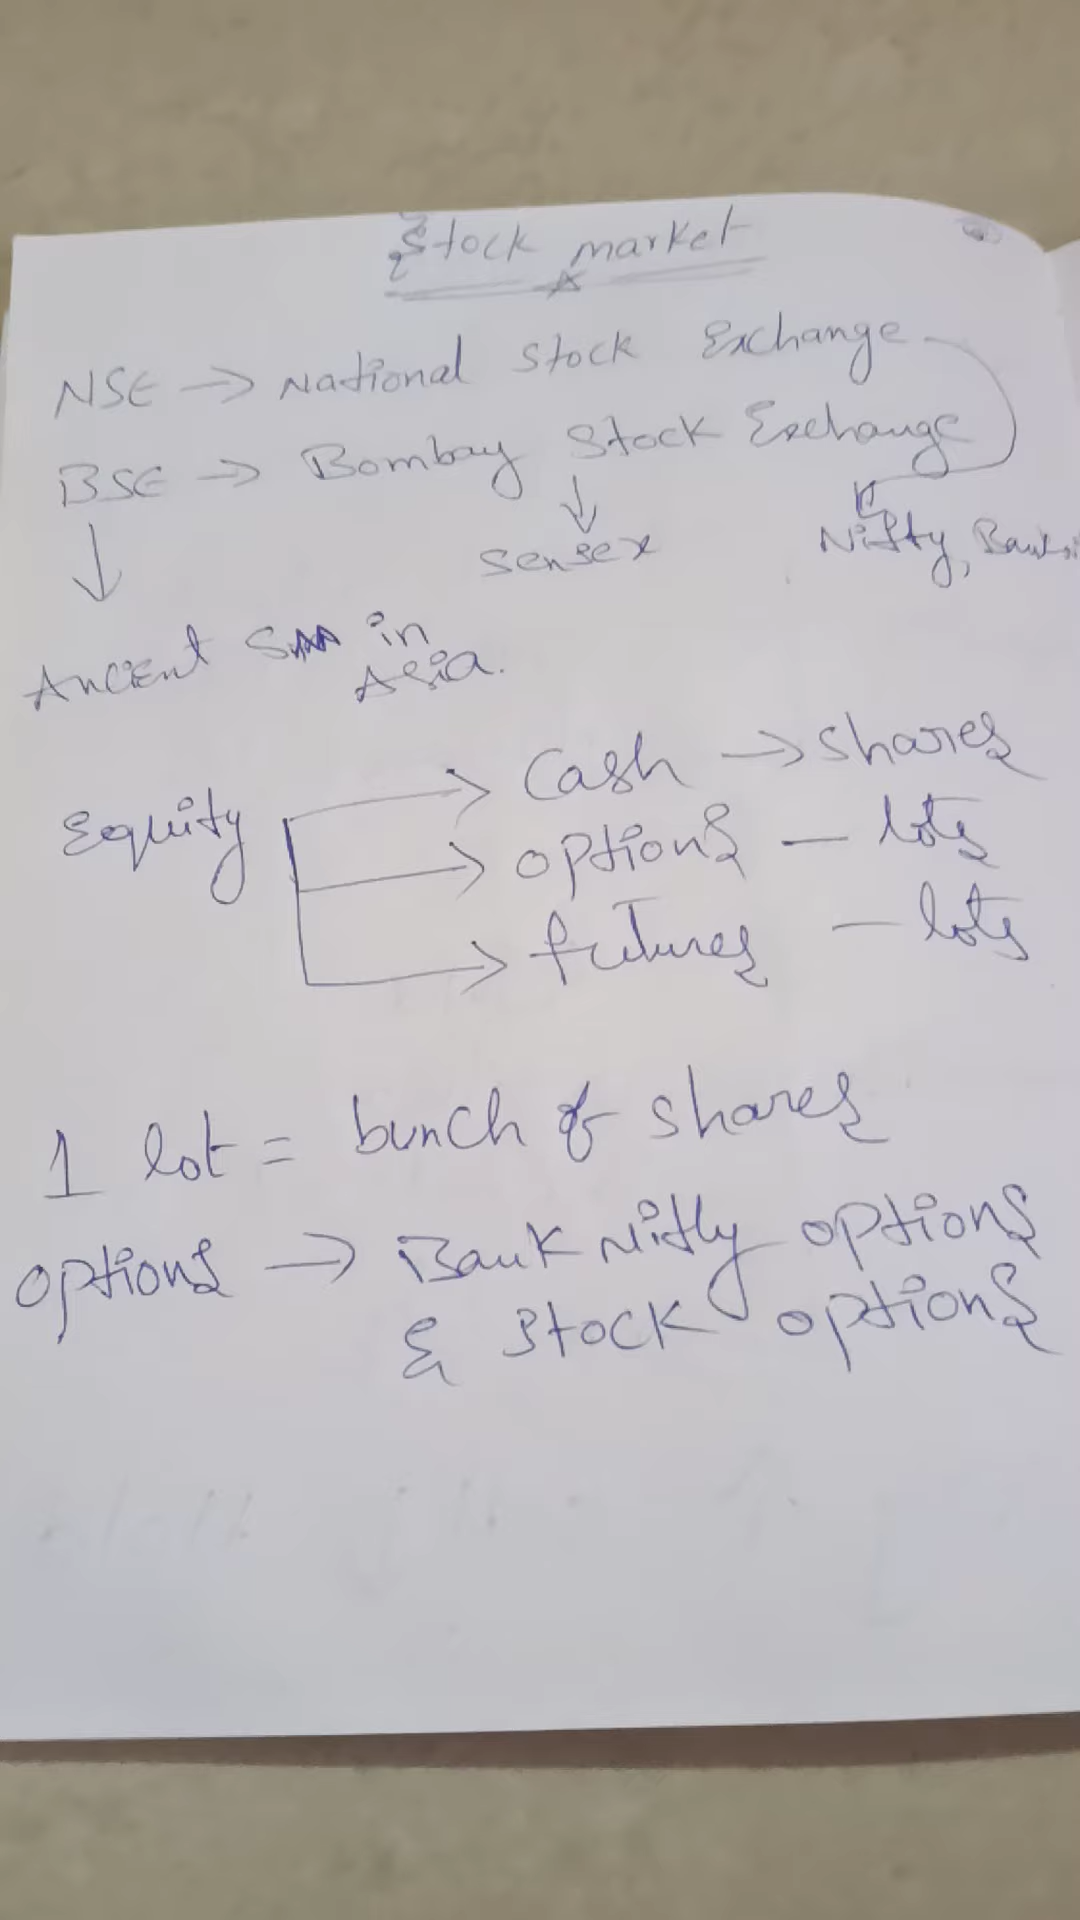 Stock market
NSE → National Stock Exchange
BSE → Bombay Stock Exchange
↓ ↓
Sensex Nifty,
Ancient in
Asia.
Equity → Cash → shares
→ options — lots
→ futures — lots
1 lot = bunch of shares
options → Bank Nifty options
& Stock options